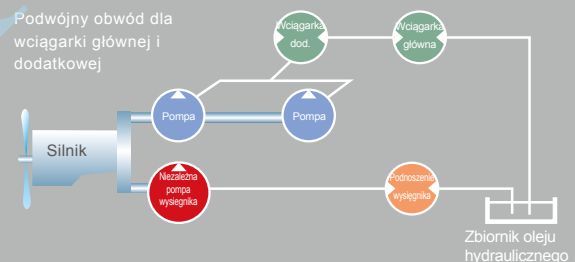 Podwójny obwód dla
wciągarki głównej i
dodatkowej
Wciągarka
dod.
Wciągarka
główna
Pompa
Pompa
Silnik
Niezależna
pompa
wysięgnika
Podnoszenie
wysięgnika
Zbiornik oleju
hydraulicznego